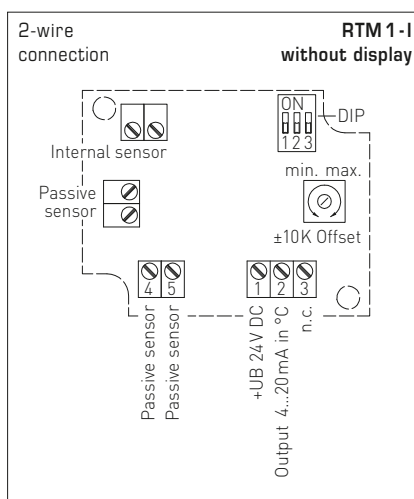 2-wire
connection
RTM 1 - I
without display
ON
1 2 3
DIP
Internal sensor
Passive
sensor
min. max.
±10K Offset
4 5
1 2 3
Passive sensor
Passive sensor
+UB 24V DC
Output 4...20mA in °C
n.c.